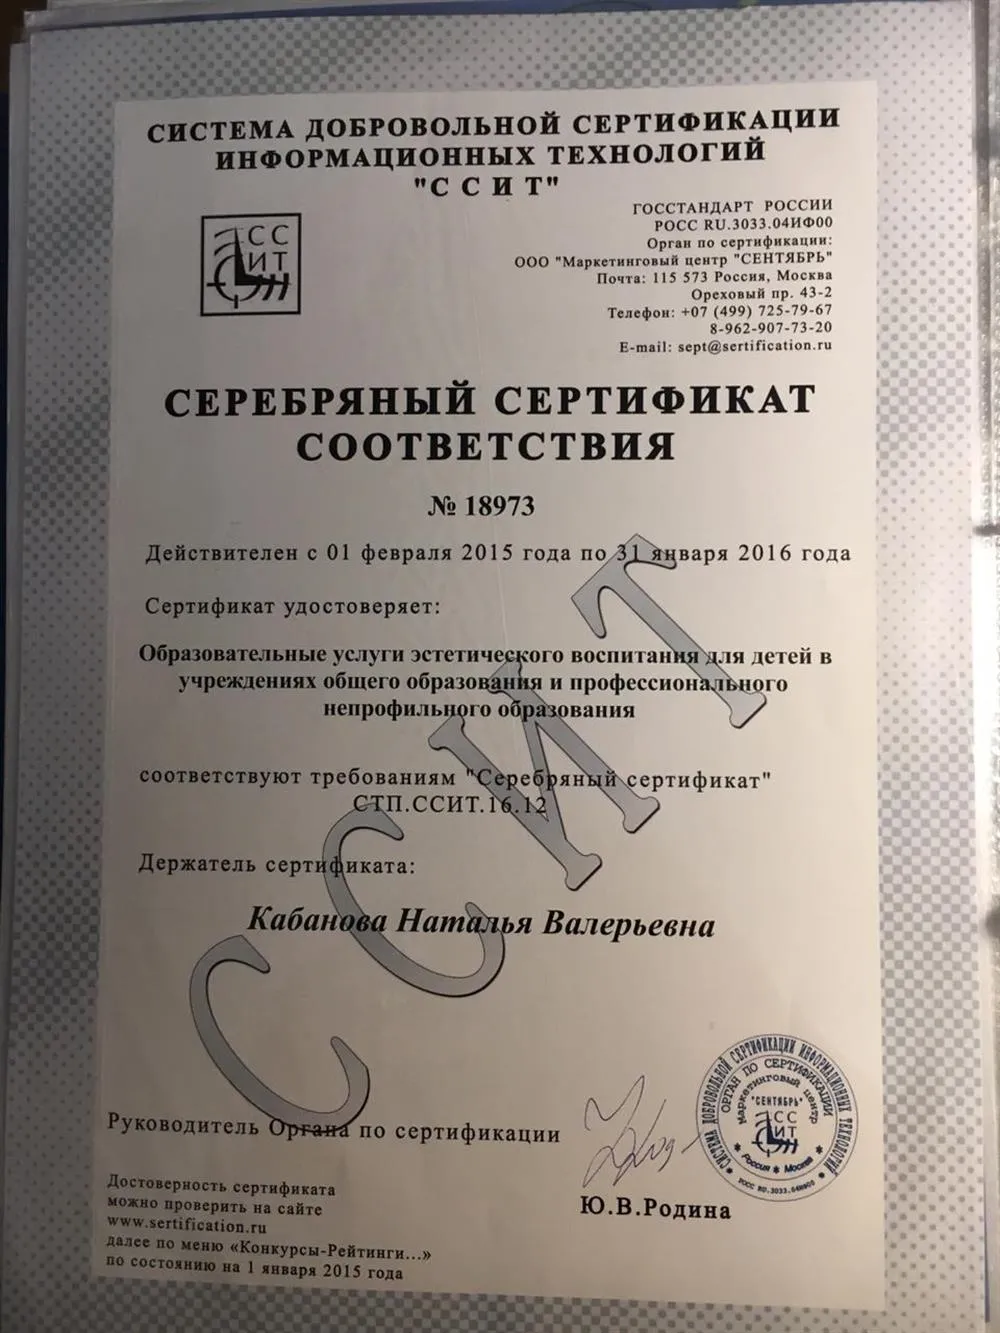 СИСТЕМА ДОБРОВОЛЬНОЙ СЕРТИФИКАЦИИ
ИНФОРМАЦИОННЫХ ТЕХНОЛОГИЙ
"С С И Т"
СС
ИТ
ГОССТАНДАРТ РОССИИ
РОСС RU.3033.04ИФ00
Орган по сертификации:
ООО "Маркетинговый центр "СЕНТЯБРЬ"
Почта: 115 573 Россия, Москва
Ореховый пр. 43-2
Телефон: +07 (499) 725-79-67
8-962-907-73-20
E-mail: sept@sertification.ru
СЕРЕБРЯНЫЙ СЕРТИФИКАТ
СООТВЕТСТВИЯ
№ 18973
Действителен с 01 февраля 2015 года по 31 января 2016 года
Сертификат удостоверяет:
Образовательные услуги эстетического воспитания для детей в
учреждениях общего образования и профессионального
непрофильного образования
соответствуют требованиям "Серебряный сертификат"
СТП.ССИТ.16.12
Держатель сертификата:
Кабанова Наталья Валерьевна
ССИТ
Руководитель Органа по сертификации
Ю.В.Родина
СИСТЕМА ДОБРОВОЛЬНОЙ СЕРТИФИКАЦИИ ИНФОРМАЦИОННЫХ ТЕХНОЛОГИЙ
ОРГАН ПО СЕРТИФИКАЦИИ
Маркетинговый центр
"СЕНТЯБРЬ"
СС
ИТ
Россия * Москва
РОСС RU.3033.04ИФ00
Достоверность сертификата
можно проверить на сайте
www.sertification.ru
далее по меню «Конкурсы-Рейтинги...»
по состоянию на 1 января 2015 года